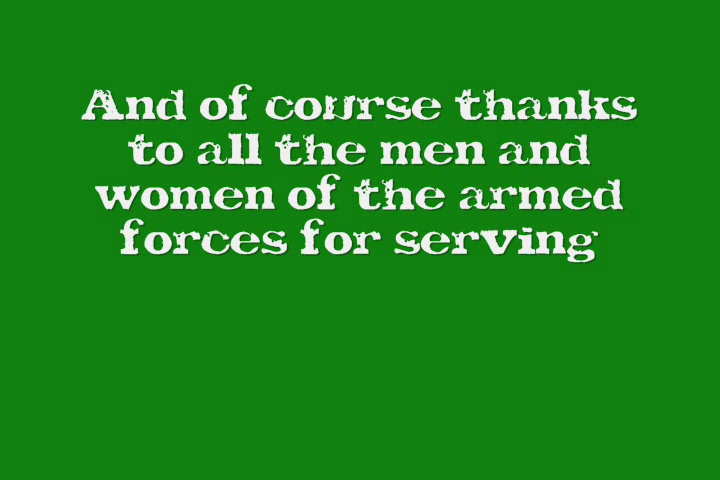 And of course thanks
to all the men and
women of the armed
forces for serving